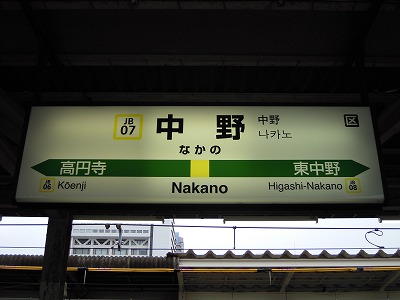 JB
07
中野
中野
나카노
区
なかの
高円寺
東中野
JB
06
Kōenji
Nakano
Higashi-Nakano
JB
08